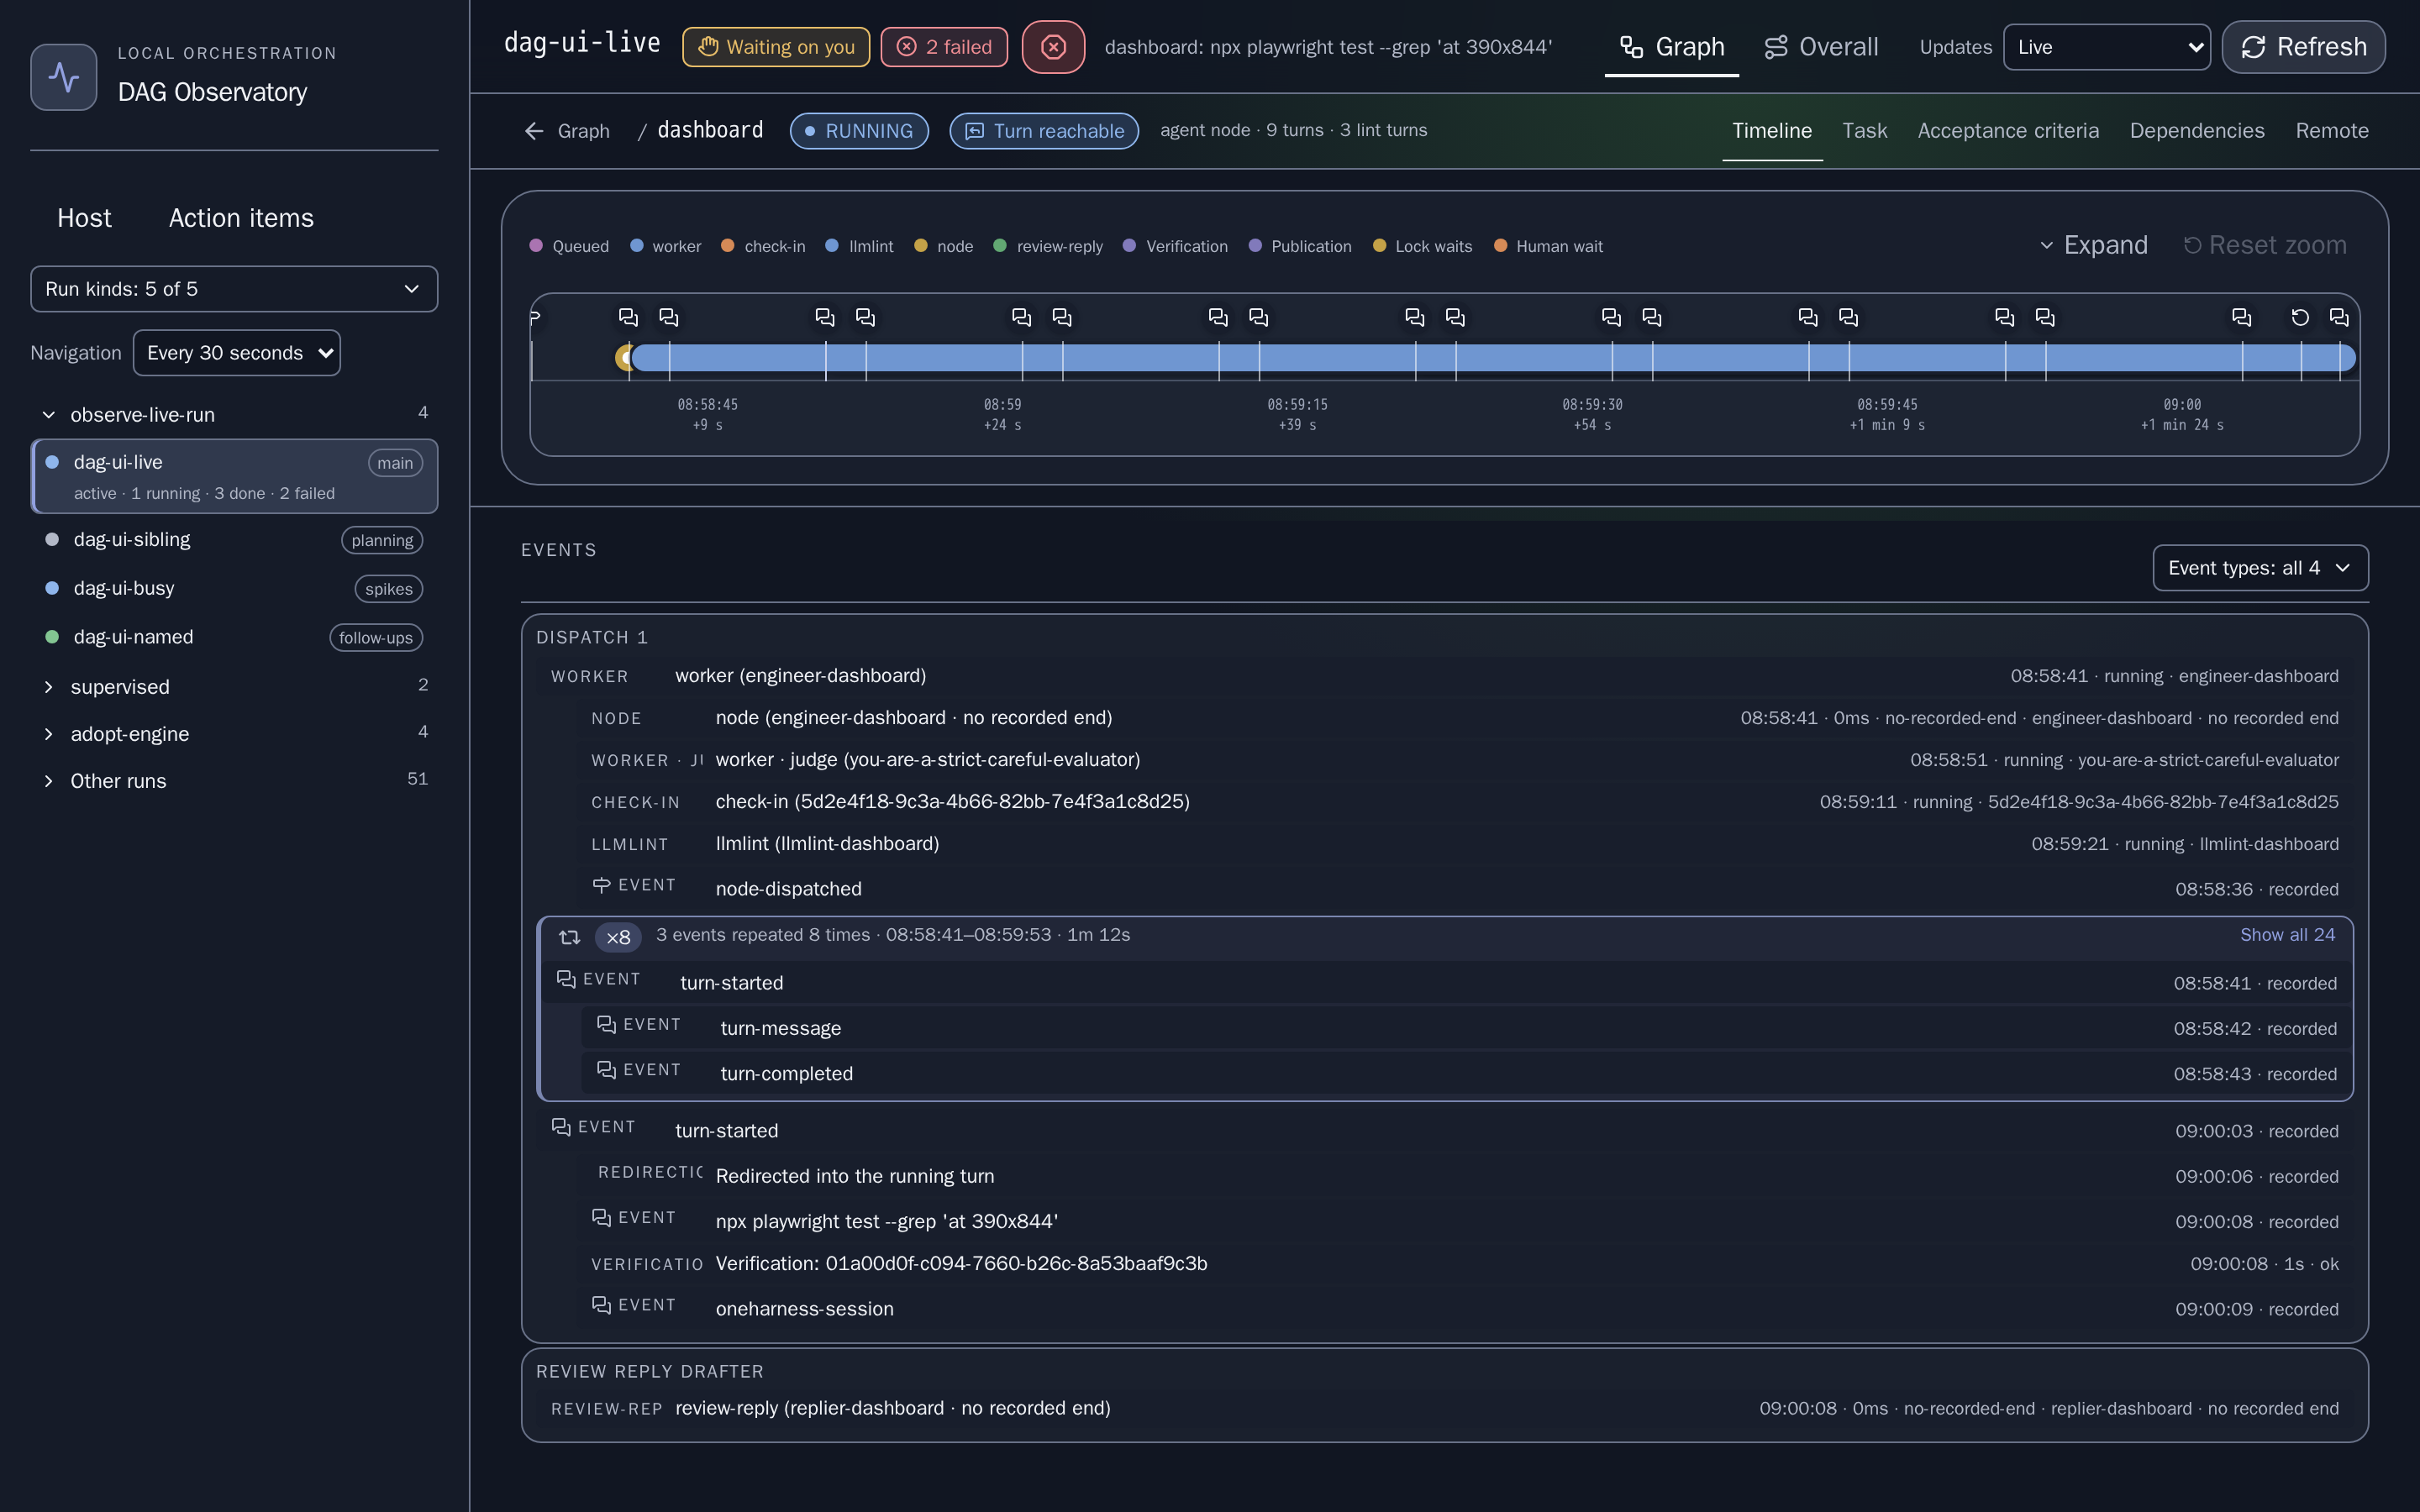 LOCAL ORCHESTRATION
DAG Observatory
Host
Action items
Run kinds: 5 of 5
Navigation
Every 30 seconds
observe-live-run 4
dag-ui-live main
active · 1 running · 3 done · 2 failed
dag-ui-sibling planning
dag-ui-busy spikes
dag-ui-named follow-ups
supervised 2
adopt-engine 4
Other runs 51
dag-ui-live
Waiting on you
2 failed
dashboard: npx playwright test --grep 'at 390x844'
Graph
Overall
Updates
Live
Refresh
Graph / dashboard
RUNNING
Turn reachable
agent node · 9 turns · 3 lint turns
Timeline
Task
Acceptance criteria
Dependencies
Remote
Queued worker check-in llmlint node review-reply Verification Publication Lock waits Human wait
Expand
Reset zoom
08:58:45 08:59 08:59:15 08:59:30 08:59:45 09:00
+9 s +24 s +39 s +54 s +1 min 9 s +1 min 24 s
EVENTS
Event types: all 4
DISPATCH 1
WORKER worker (engineer-dashboard) 08:58:41 · running · engineer-dashboard
NODE node (engineer-dashboard · no recorded end) 08:58:41 · 0ms · no-recorded-end · engineer-dashboard · no recorded end
WORKER · JU worker · judge (you-are-a-strict-careful-evaluator) 08:58:51 · running · you-are-a-strict-careful-evaluator
CHECK-IN check-in (5d2e4f18-9c3a-4b66-82bb-7e4f3a1c8d25) 08:59:11 · running · 5d2e4f18-9c3a-4b66-82bb-7e4f3a1c8d25
LLMLINT llmlint (llmlint-dashboard) 08:59:21 · running · llmlint-dashboard
EVENT node-dispatched 08:58:36 · recorded
×8 3 events repeated 8 times · 08:58:41–08:59:53 · 1m 12s Show all 24
EVENT turn-started 08:58:41 · recorded
EVENT turn-message 08:58:42 · recorded
EVENT turn-completed 08:58:43 · recorded
EVENT turn-started 09:00:03 · recorded
REDIRECTIC Redirected into the running turn 09:00:06 · recorded
EVENT npx playwright test --grep 'at 390x844' 09:00:08 · recorded
VERIFICATIO Verification: 01a00d0f-c094-7660-b26c-8a53baaf9c3b 09:00:08 · 1s · ok
EVENT oneharness-session 09:00:09 · recorded
REVIEW REPLY DRAFTER
REVIEW-REP review-reply (replier-dashboard · no recorded end) 09:00:08 · 0ms · no-recorded-end · replier-dashboard · no recorded end